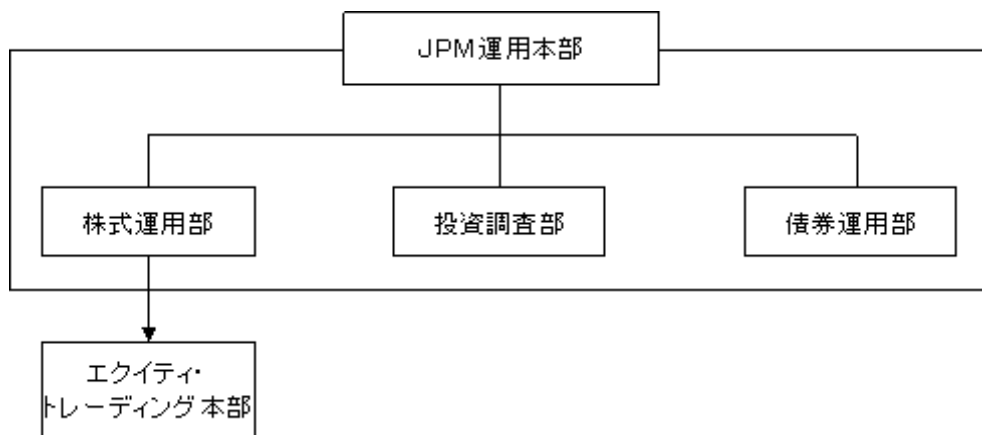 JPM運用本部
株式運用部
投資調査部
債券運用部
エクイティ・
トレーディング本部